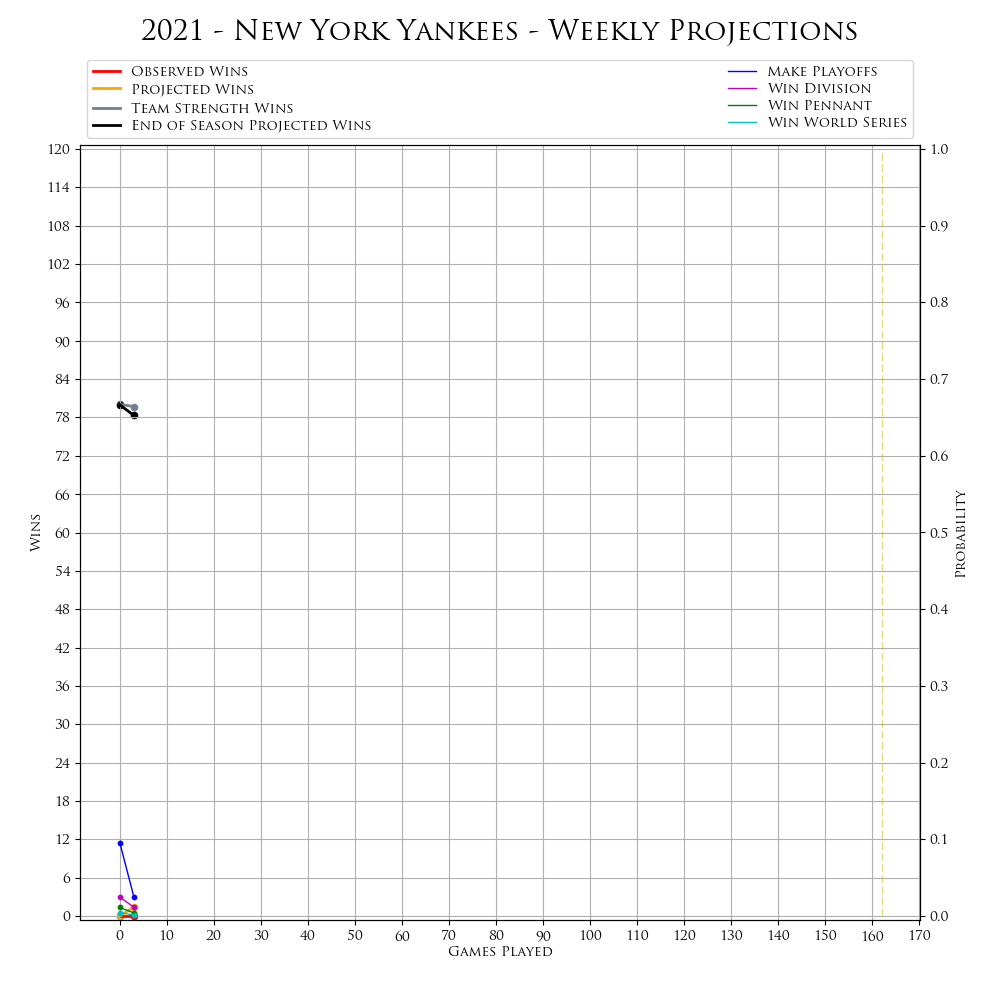 2021 - New York Yankees - Weekly Projections
Observed Wins
Projected Wins
Team Strength Wins
End of Season Projected Wins
Make Playoffs
Win Division
Win Pennant
Win World Series
120
114
108
102
96
90
84
78
72
66
60
54
48
42
36
30
24
18
12
6
0
Wins
1.0
0.9
0.8
0.7
0.6
0.5
0.4
0.3
0.2
0.1
0.0
Probability
0 10 20 30 40 50 60 70 80 90 100 110 120 130 140 150 160 170
Games Played